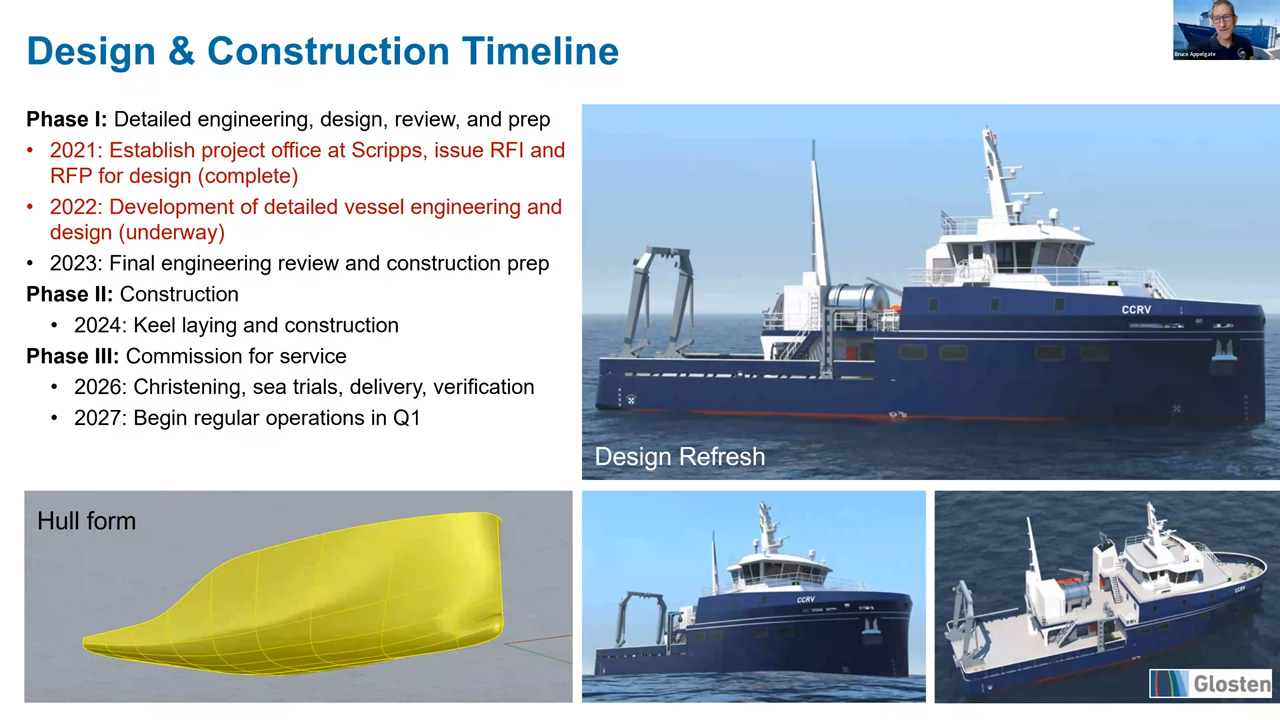 Design & Construction Timeline
Bruce Appelgate
Phase I: Detailed engineering, design, review, and prep
• 2021: Establish project office at Scripps, issue RFI and
RFP for design (complete)
• 2022: Development of detailed vessel engineering and
design (underway)
• 2023: Final engineering review and construction prep
Phase II: Construction
• 2024: Keel laying and construction
Phase III: Commission for service
• 2026: Christening, sea trials, delivery, verification
• 2027: Begin regular operations in Q1
CCRV
Design Refresh
Hull form
CCRV
CCRV
Glosten